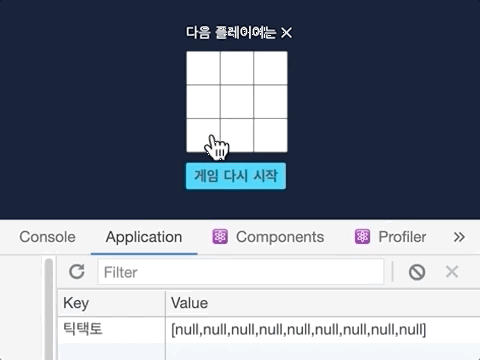 다음 플레이어는 X
게임 다시 시작
Console Application Components Profiler »
Filter
Key Value
틱택토 [null,null,null,null,null,null,null,null,null]